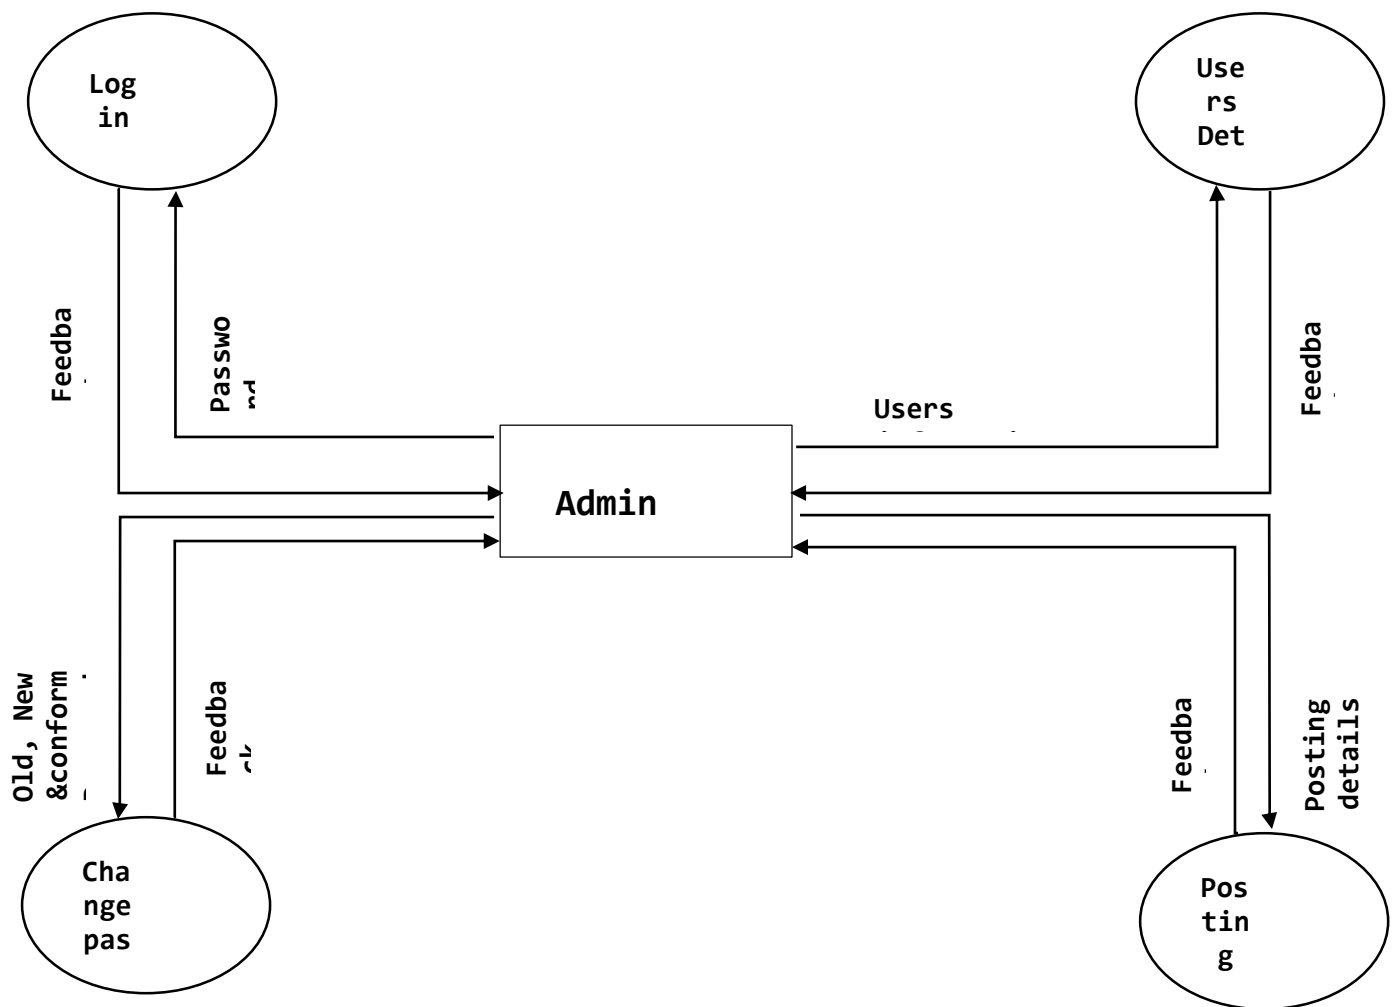 Log
in
Use
rs
Det
Feedba
Passwo
Feedba
Users
Admin
Old, New
&conform
Feedba
Feedba
Posting
details
Cha
nge
pas
Pos
tin
g